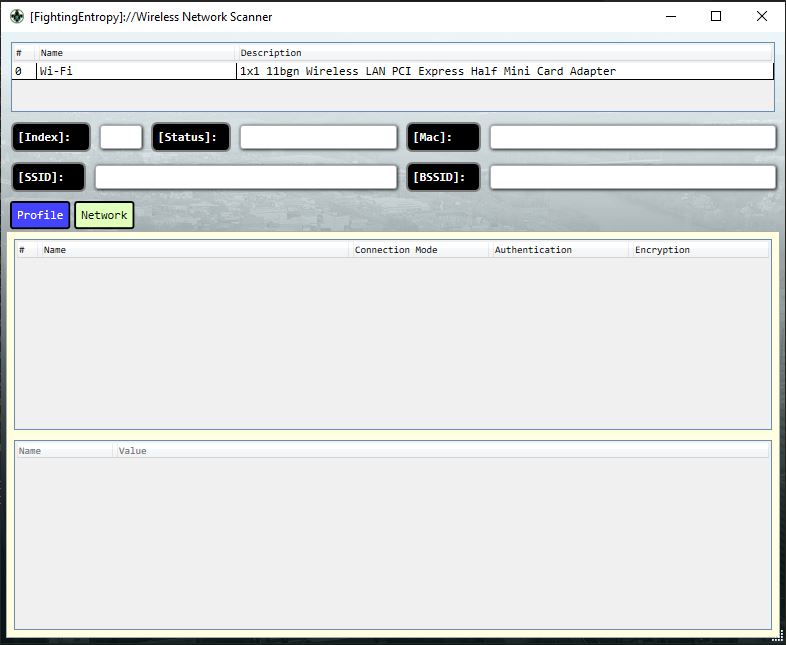 [FightingEntropy]://Wireless Network Scanner
# Name Description
0 Wi-Fi 1x1 11bgn Wireless LAN PCI Express Half Mini Card Adapter
[Index]: [Status]: [Mac]:
[SSID]: [BSSID]:
Profile Network
# Name Connection Mode Authentication Encryption
Name Value